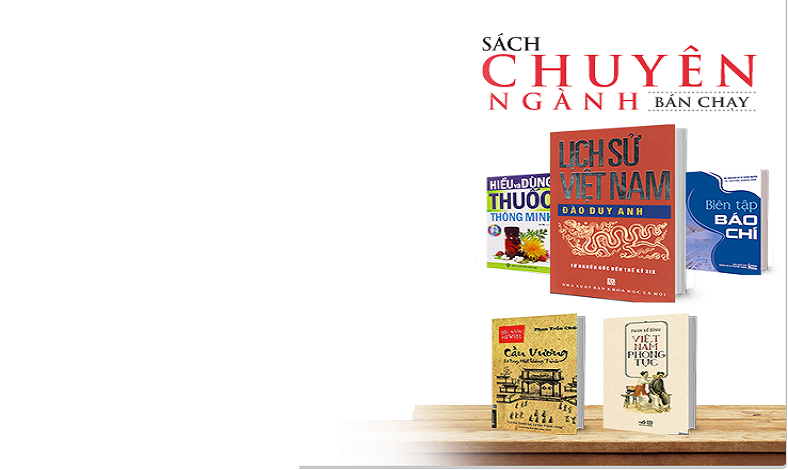 SÁCH
CHUYÊN
NGÀNH BÁN CHẠY
HIỂU và DÙNG
THUỐC
THÔNG MINH
LỊCH SỬ
VIỆT NAM
ĐÀO DUY ANH
TỪ NGUỒN GỐC ĐẾN THẾ KỈ XIX
NHÀ XUẤT BẢN KHOA HỌC XÃ HỘI
Biên tập
BÁO
CHÍ
Phan Trần Chúc
Cần Vương
PHAN KẾ BÍNH
VIỆT
NAM
PHONG
TỤC